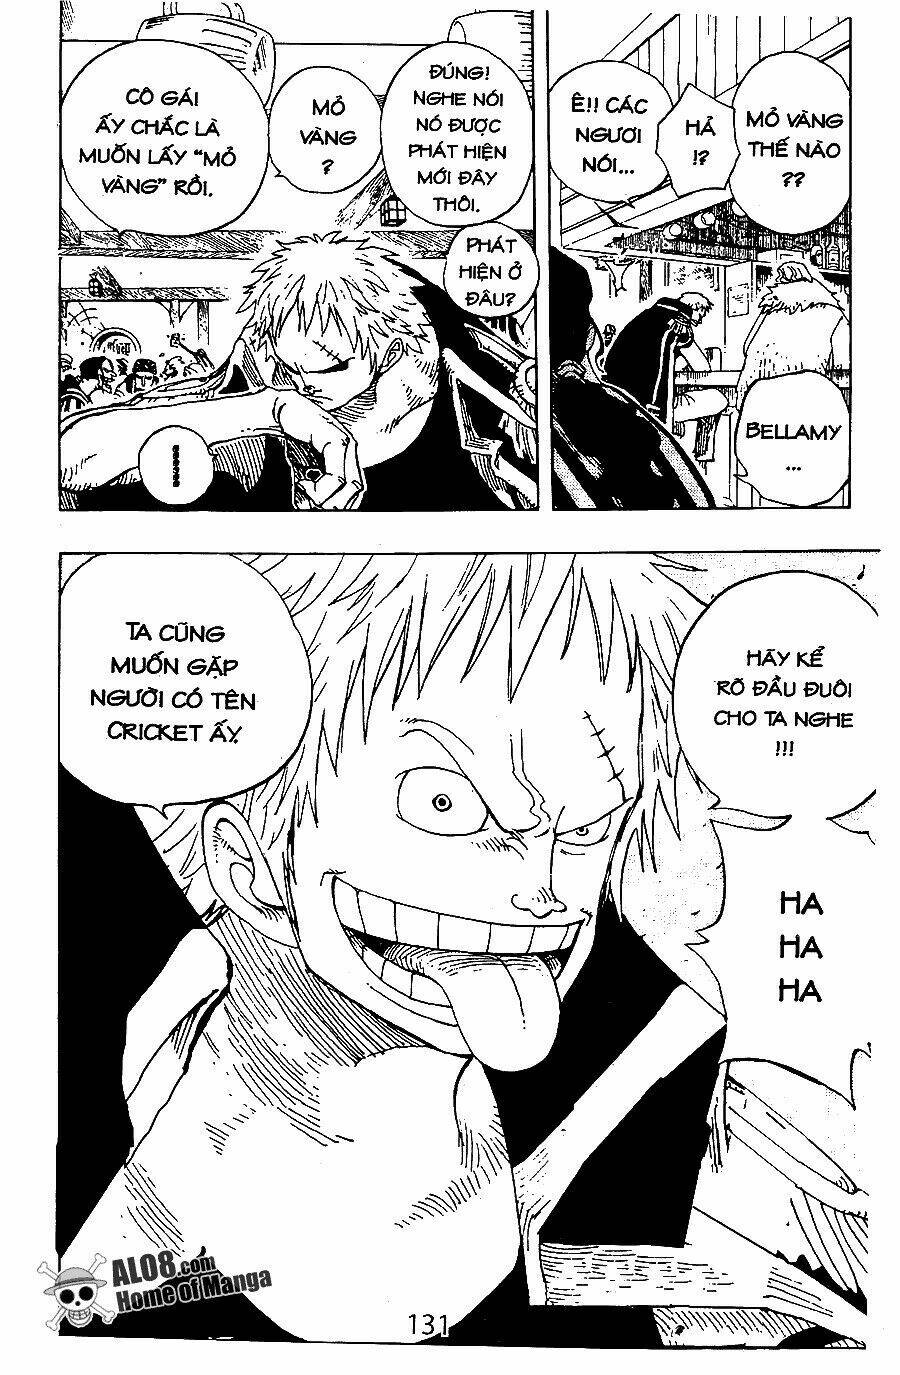 CÔ GÁI
ẤY CHẮC LÀ
MUỐN LẤY "MỎ
VÀNG" RỒI.
MỎ
VÀNG
?
ĐÚNG!
NGHE NÓI
NÓ ĐƯỢC
PHÁT HIỆN
MỚI ĐÂY
THÔI.
PHÁT
HIỆN Ở
ĐÂU?
Ê!! CÁC
NGƯƠI
NÓI...
HẢ
!?
MỎ VÀNG
THẾ NÀO
??
BELLAMY
...
TA CŨNG
MUỐN GẶP
NGƯỜI CÓ TÊN
CRICKET ẤY.
HÃY KỂ
RÕ ĐẦU ĐUÔI
CHO TA NGHE
!!!
HA
HA
HA
AL08.com
Home of Manga
131